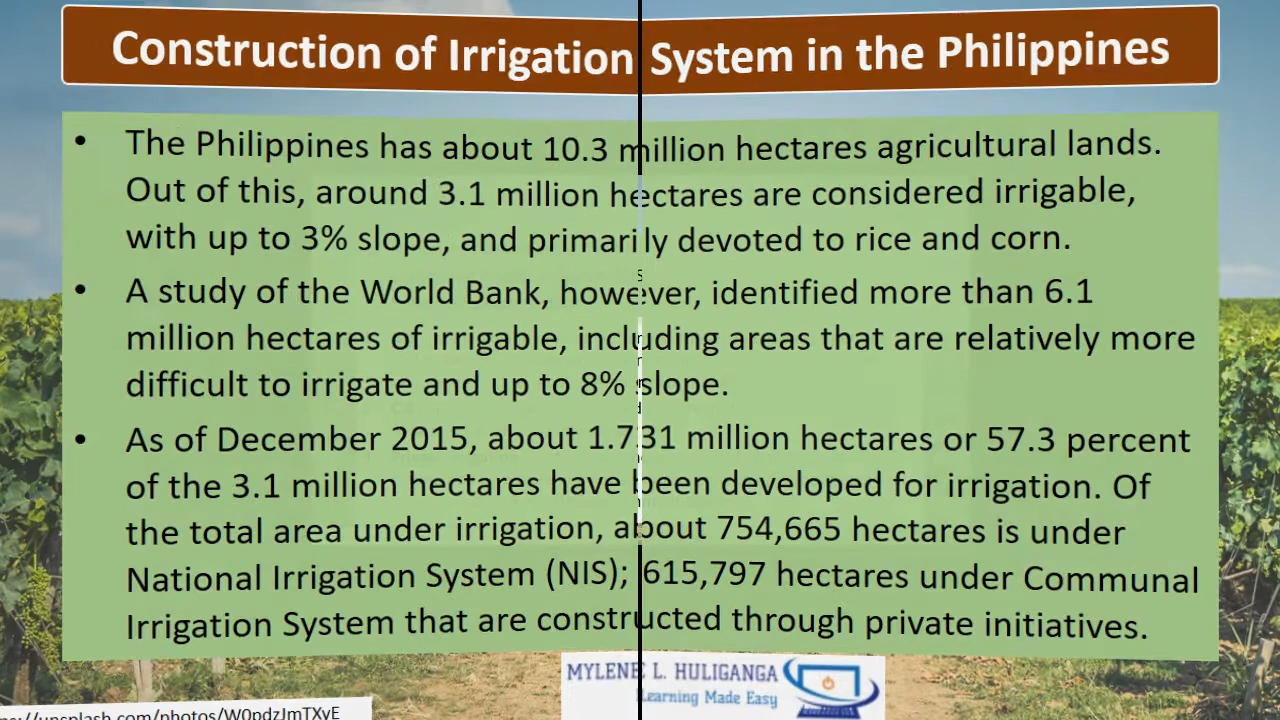 Construction of Irrigation System in the Philippines
• The Philippines has about 10.3 million hectares agricultural lands.
Out of this, around 3.1 million hectares are considered irrigable,
with up to 3% slope, and primarily devoted to rice and corn.
• A study of the World Bank, however, identified more than 6.1
million hectares of irrigable, including areas that are relatively more
difficult to irrigate and up to 8% slope.
• As of December 2015, about 1.731 million hectares or 57.3 percent
of the 3.1 million hectares have been developed for irrigation. Of
the total area under irrigation, about 754,665 hectares is under
National Irrigation System (NIS); 615,797 hectares under Communal
Irrigation System that are constructed through private initiatives.
MYLENE L. HULIGANGA
Learning Made Easy
unsplash.com/photos/W0pdzJmTXvE